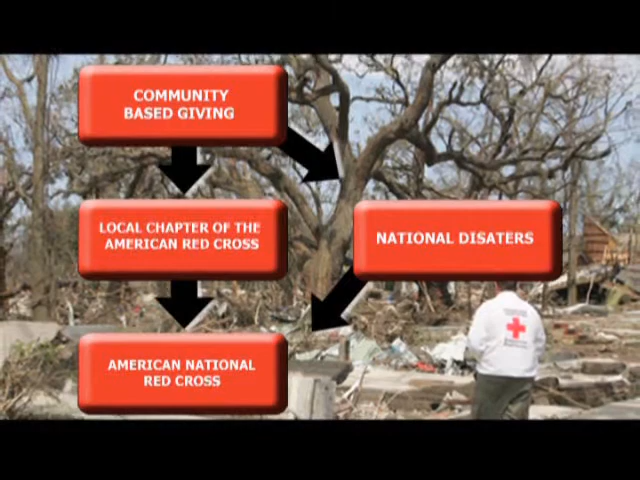 COMMUNITY
BASED GIVING
LOCAL CHAPTER OF THE
AMERICAN RED CROSS
NATIONAL DISATERS
AMERICAN NATIONAL
RED CROSS